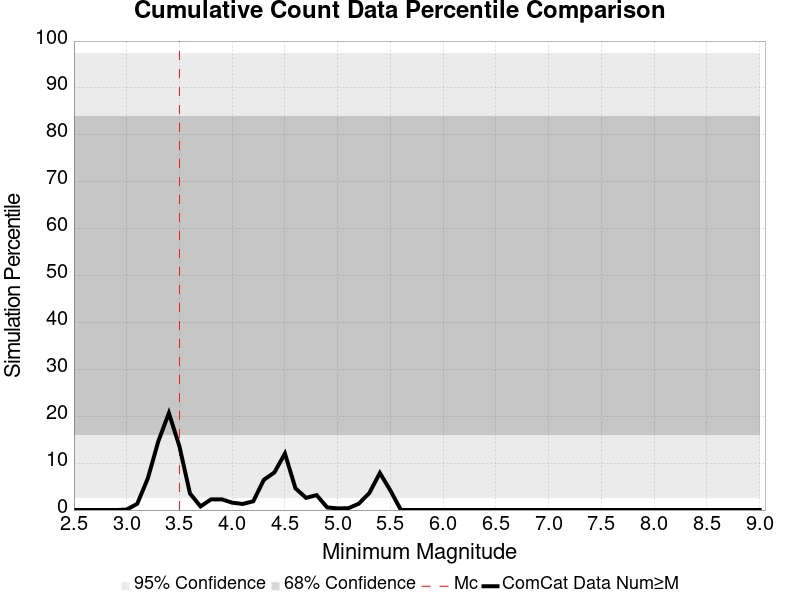 Cumulative Count Data Percentile Comparison
100
90
80
70
60
50
40
30
20
10
0
Simulation Percentile
2.5 3.0 3.5 4.0 4.5 5.0 5.5 6.0 6.5 7.0 7.5 8.0 8.5 9.0
Minimum Magnitude
95% Confidence 68% Confidence Mc ComCat Data Num≥M